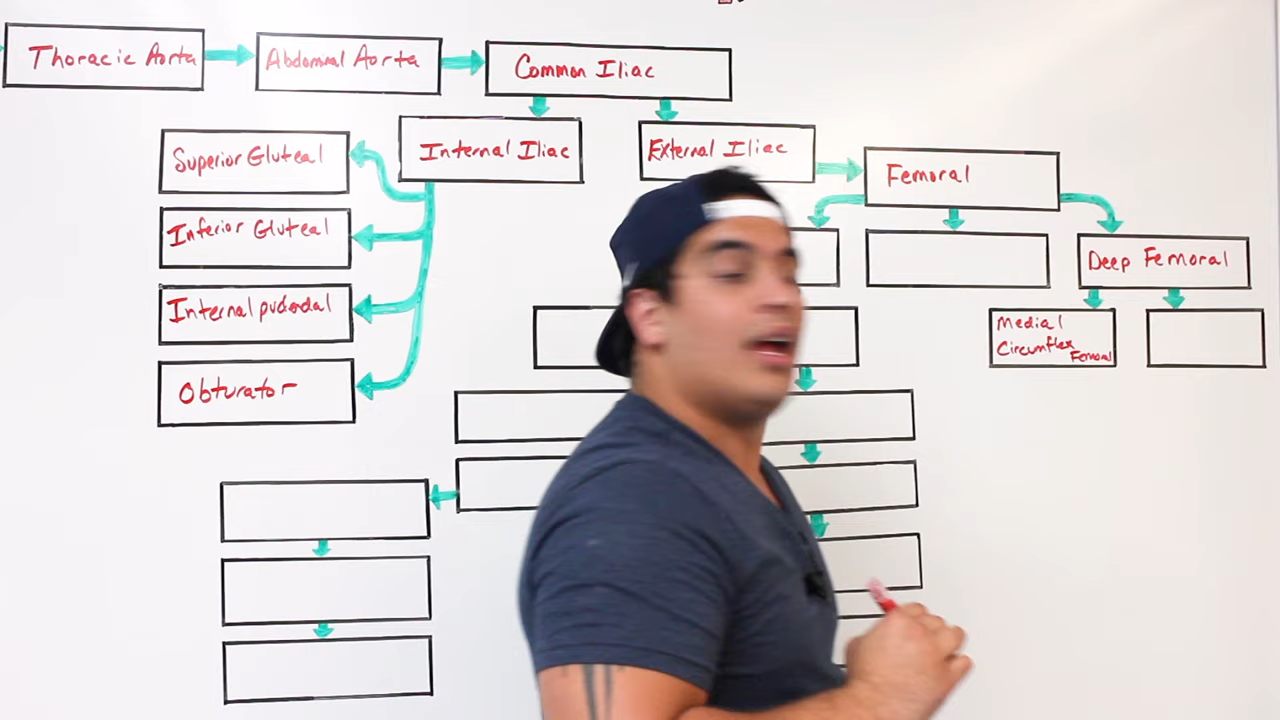 Thoracic Aorta
Abdominal Aorta
Common Iliac
Internal Iliac
External Iliac
Femoral
Superior Gluteal
Inferior Gluteal
Internal pudendal
Obturator
Deep Femoral
Medial
Circumflex
Femoral